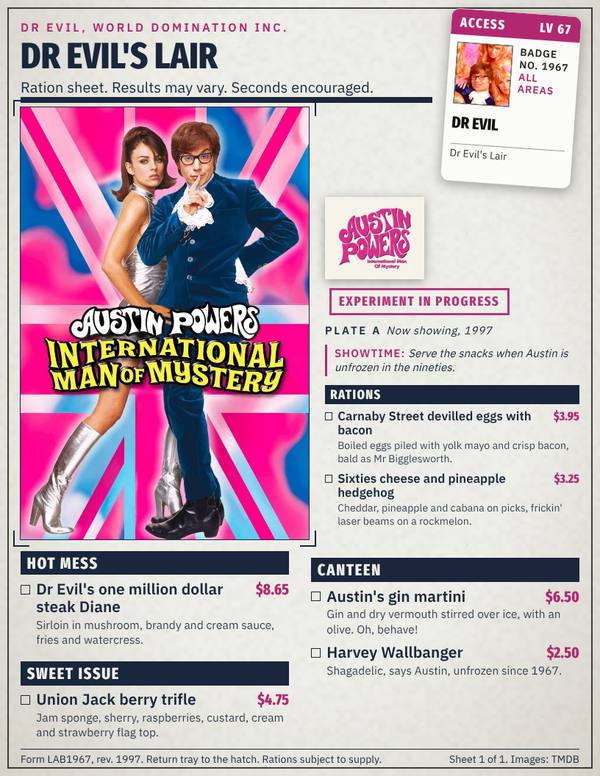 DR EVIL, WORLD DOMINATION INC.
DR EVIL'S LAIR
Ration sheet. Results may vary. Seconds encouraged.
ACCESS LV 67
BADGE
NO. 1967
ALL
AREAS
DR EVIL
Dr Evil's Lair
AUSTIN POWERS
INTERNATIONAL
MAN OF MYSTERY
AUSTIN
POWERS
International Man
Of Mystery
EXPERIMENT IN PROGRESS
PLATE A Now showing, 1997
SHOWTIME: Serve the snacks when Austin is
unfrozen in the nineties.
RATIONS
Carnaby Street devilled eggs with $3.95
bacon
Boiled eggs piled with yolk mayo and crisp bacon,
bald as Mr Bigglesworth.
Sixties cheese and pineapple $3.25
hedgehog
Cheddar, pineapple and cabana on picks, frickin'
laser beams on a rockmelon.
HOT MESS
Dr Evil's one million dollar $8.65
steak Diane
Sirloin in mushroom, brandy and cream sauce,
fries and watercress.
SWEET ISSUE
Union Jack berry trifle $4.75
Jam sponge, sherry, raspberries, custard, cream
and strawberry flag top.
CANTEEN
Austin's gin martini $6.50
Gin and dry vermouth stirred over ice, with an
olive. Oh, behave!
Harvey Wallbanger $2.50
Shagadelic, says Austin, unfrozen since 1967.
Form LAB1967, rev. 1997. Return tray to the hatch. Rations subject to supply.
Sheet 1 of 1. Images: TMDB